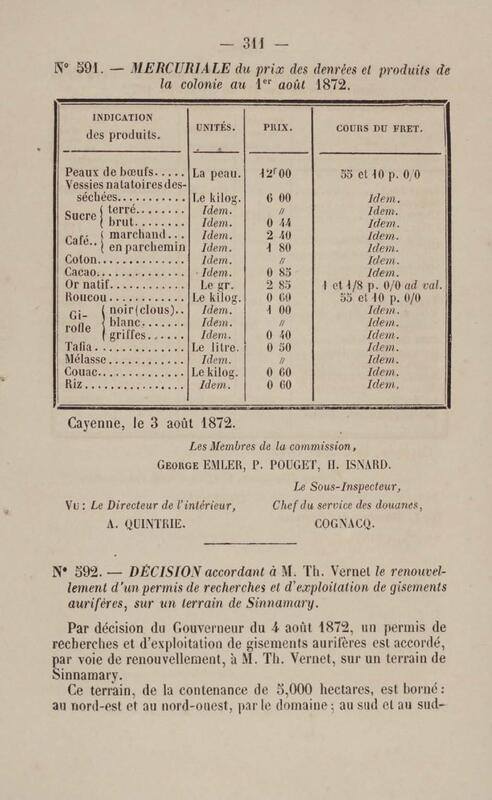 — 311 —
N° 591. — MERCURIALE du prix des denrées et produits de
la colonie au 1er août 1872.
INDICATION des produits. | UNITÉS. | PRIX. | COURS DU FRET.
Peaux de bœufs..... | La peau. | 12f 00 | 55 et 10 p. 0/0
Vessies natatoires des-
séchées........... | Le kilog. | 6 00 | Idem.
Sucre { terré........ | Idem. | // | Idem.
{ brut........ | Idem. | 0 44 | Idem.
Café.. { marchand... | Idem. | 2 40 | Idem.
{ en parchemin | Idem. | 1 80 | Idem.
Coton.............. | Idem. | // | Idem.
Cacao.............. | Idem. | 0 85 | Idem.
Or natif............ | Le gr. | 2 85 | 1 et 1/8 p. 0/0 ad val.
Roucou............ | Le kilog. | 0 60 | 55 et 10 p. 0/0
Gi-rofle { noir (clous).. | Idem. | 1 00 | Idem.
{ blanc....... | Idem. | // | Idem.
{ griffes...... | Idem. | 0 40 | Idem.
Tafia.............. | Le litre. | 0 50 | Idem.
Mélasse............ | Idem. | // | Idem.
Couac............. | Le kilog. | 0 60 | Idem.
Riz................ | Idem. | 0 60 | Idem.
Cayenne, le 3 août 1872.
Les Membres de la commission,
GEORGE EMLER, P. POUGET, H. ISNARD.
Le Sous-Inspecteur,
VU : Le Directeur de l'intérieur, Chef du service des douanes,
A. QUINTRIE. COGNACQ.
N° 592. — DÉCISION accordant à M. Th. Vernet le renouvel-
lement d'un permis de recherches et d'exploitation de gisements
aurifères, sur un terrain de Sinnamary.
Par décision du Gouverneur du 4 août 1872, un permis de
recherches et d'exploitation de gisements aurifères est accordé,
par voie de renouvellement, à M. Th. Vernet, sur un terrain de
Sinnamary.
Ce terrain, de la contenance de 5,000 hectares, est borné :
au nord-est et au nord-ouest, par le domaine ; au sud et au sud-